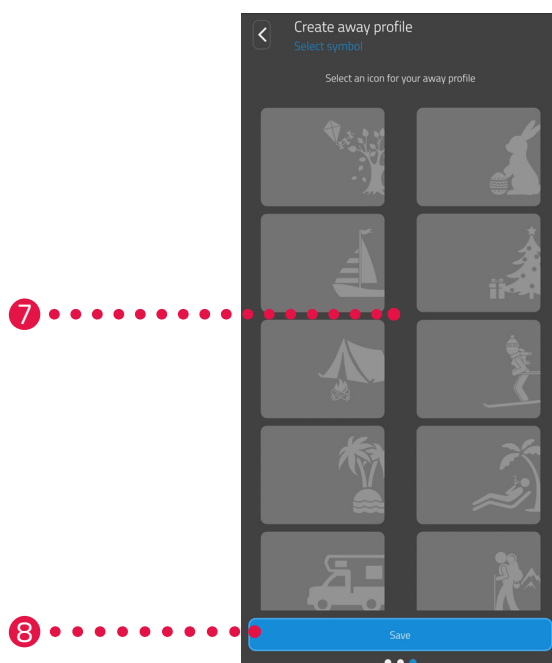 Create away profile
Select symbol
Select an icon for your away profile
7
8
Save